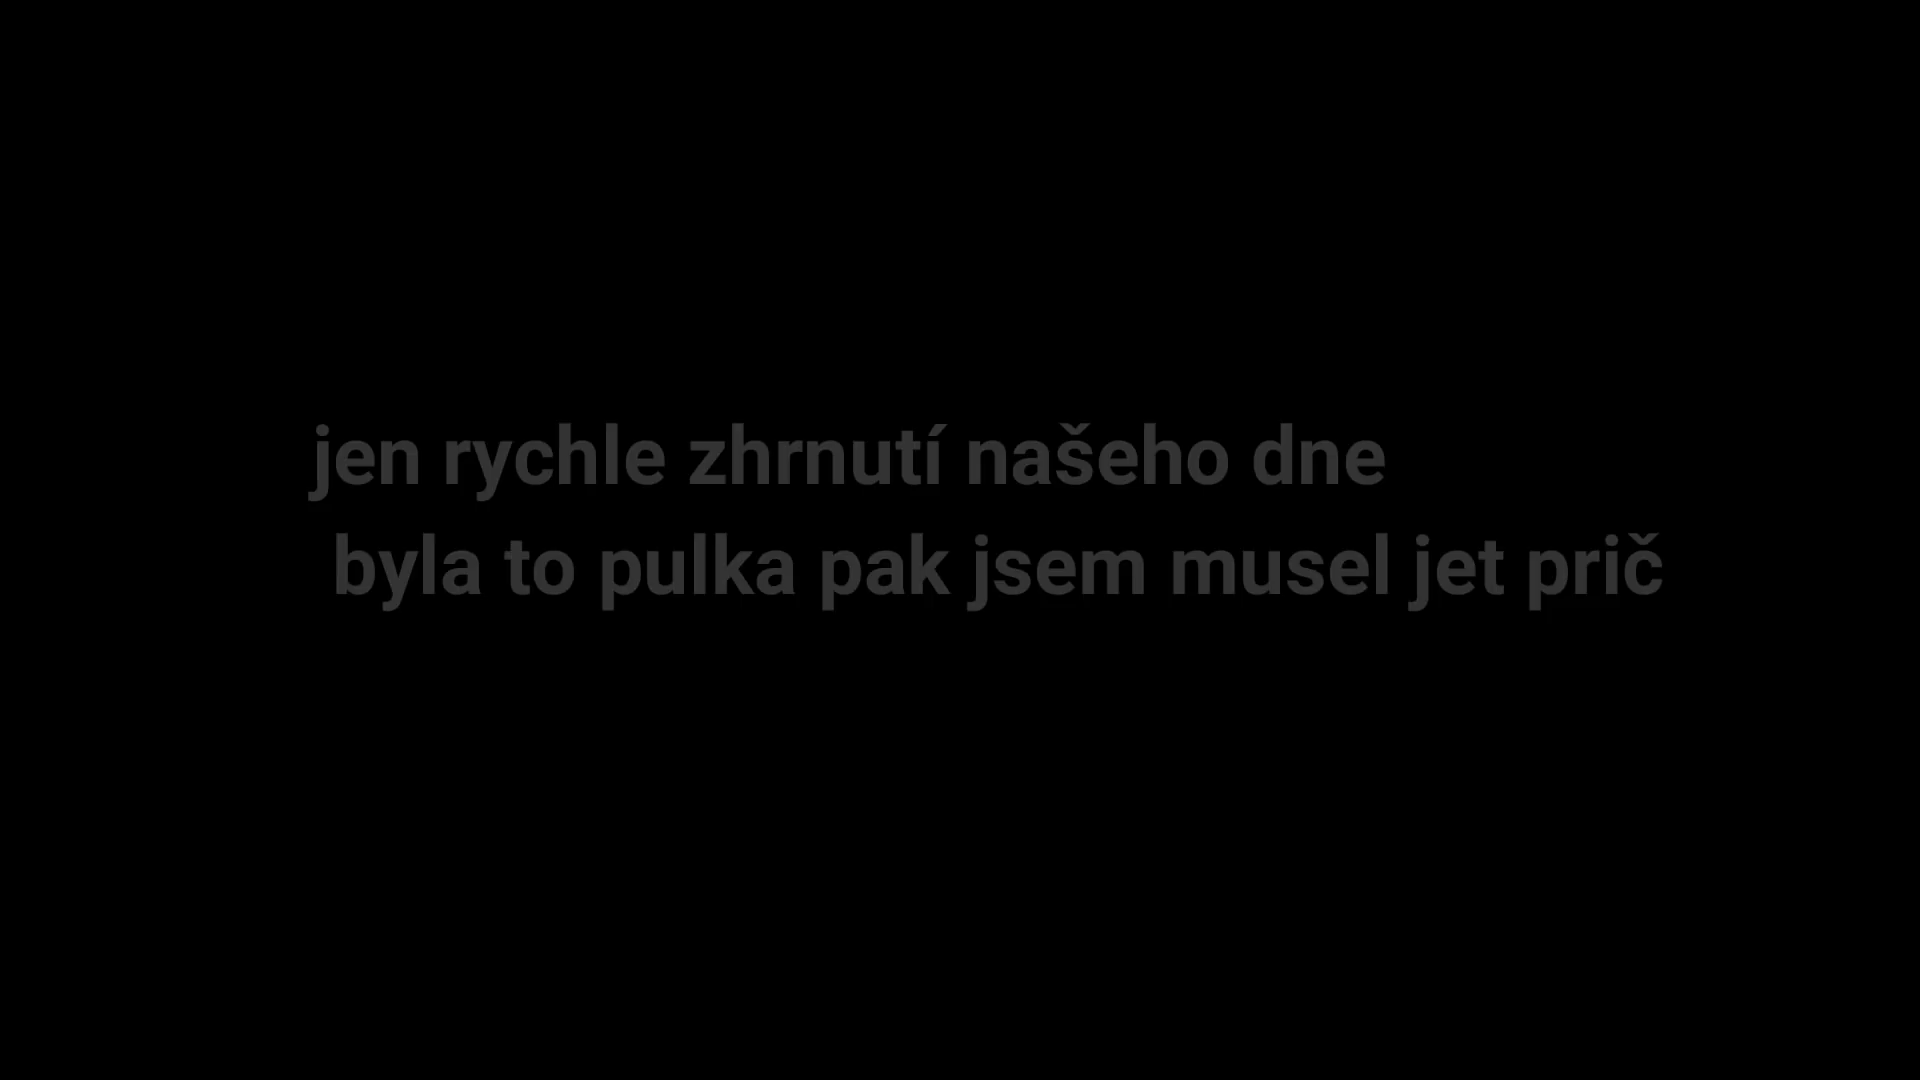 jen rychle zhrnutí našeho dne
byla to pulka pak jsem musel jet prič